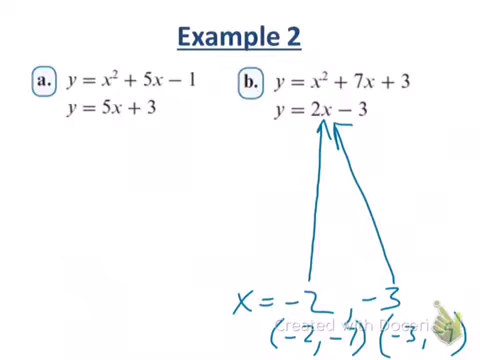 Example 2
a. y = x² + 5x − 1
y = 5x + 3
b. y = x² + 7x + 3
y = 2x − 3
x = −2, −3
(−2, −7) (−3, −9)
Created with Doceri